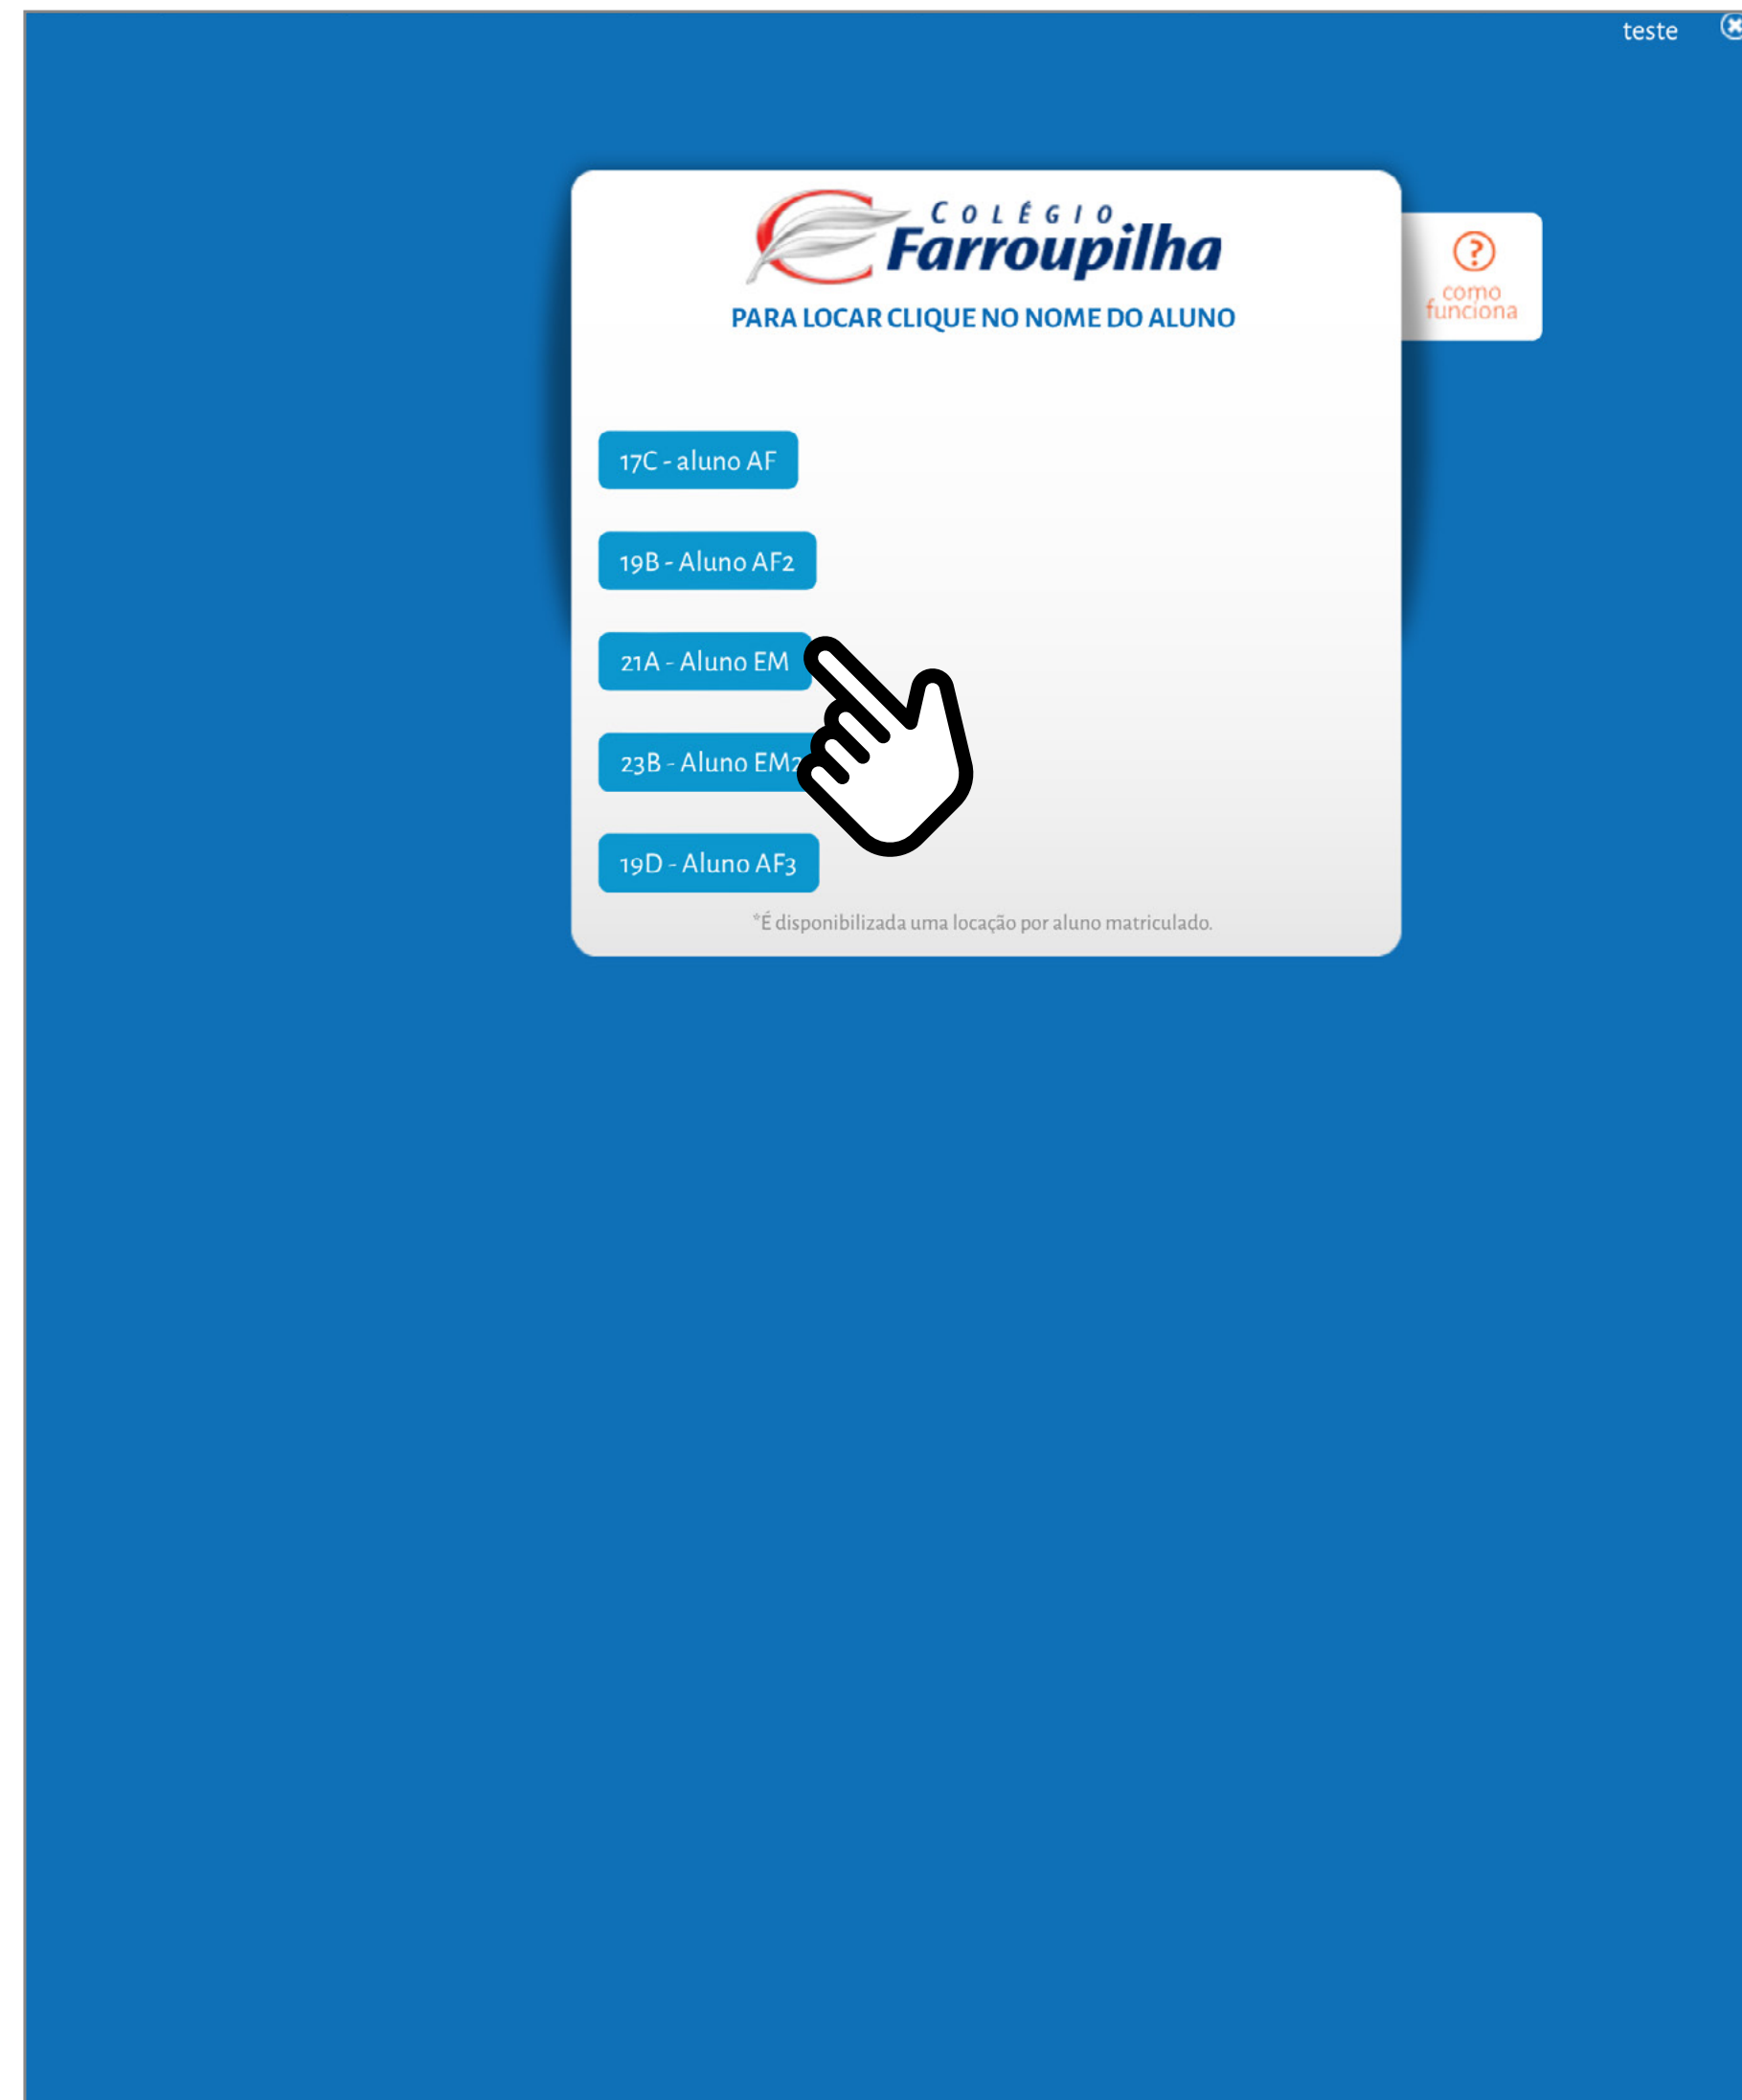 teste
COLÉGIO
Farroupilha
PARA LOCAR CLIQUE NO NOME DO ALUNO
?
como
funciona
17C - aluno AF
19B - Aluno AF2
21A - Aluno EM
23B - Aluno EM2
19D - Aluno AF3
*É disponibilizada uma locação por aluno matriculado.